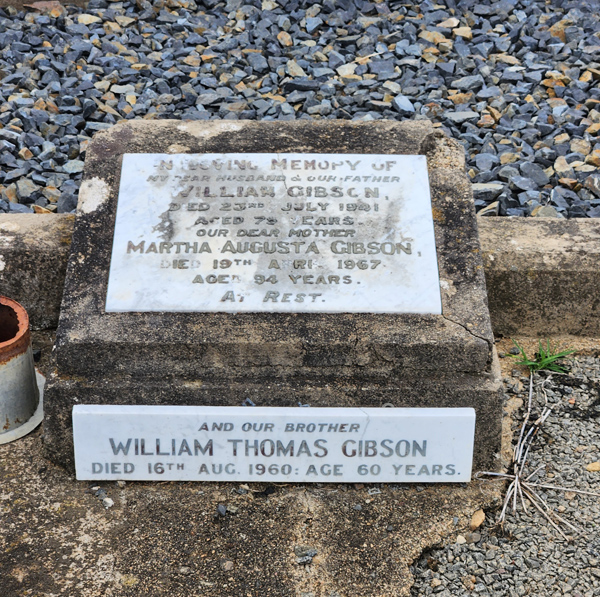 IN LOVING MEMORY OF
MY DEAR HUSBAND & OUR FATHER
WILLIAM GIBSON,
DIED 23RD JULY 1941
AGED 79 YEARS.
OUR DEAR MOTHER
MARTHA AUGUSTA GIBSON,
DIED 19TH APRIL 1967
AGED 94 YEARS.
AT REST.
AND OUR BROTHER
WILLIAM THOMAS GIBSON
DIED 16TH AUG. 1960: AGE 60 YEARS.